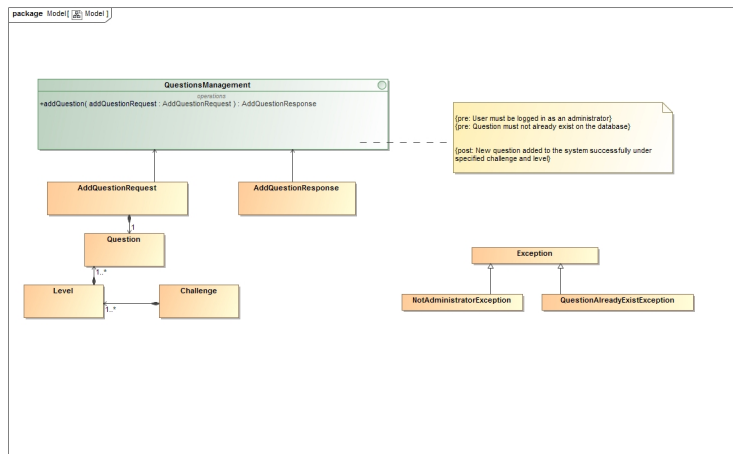 package Model[ Model ]
QuestionsManagement
operations
+addQuestion( addQuestionRequest : AddQuestionRequest ) : AddQuestionResponse
{pre: User must be logged in as an administrator}
{pre: Question must not already exist on the database}
{post: New question added to the system successfully under
specified challenge and level}
AddQuestionRequest
AddQuestionResponse
1
Question
1..*
Level
Challenge
1..*
Exception
NotAdministratorException
QuestionAlreadyExistException